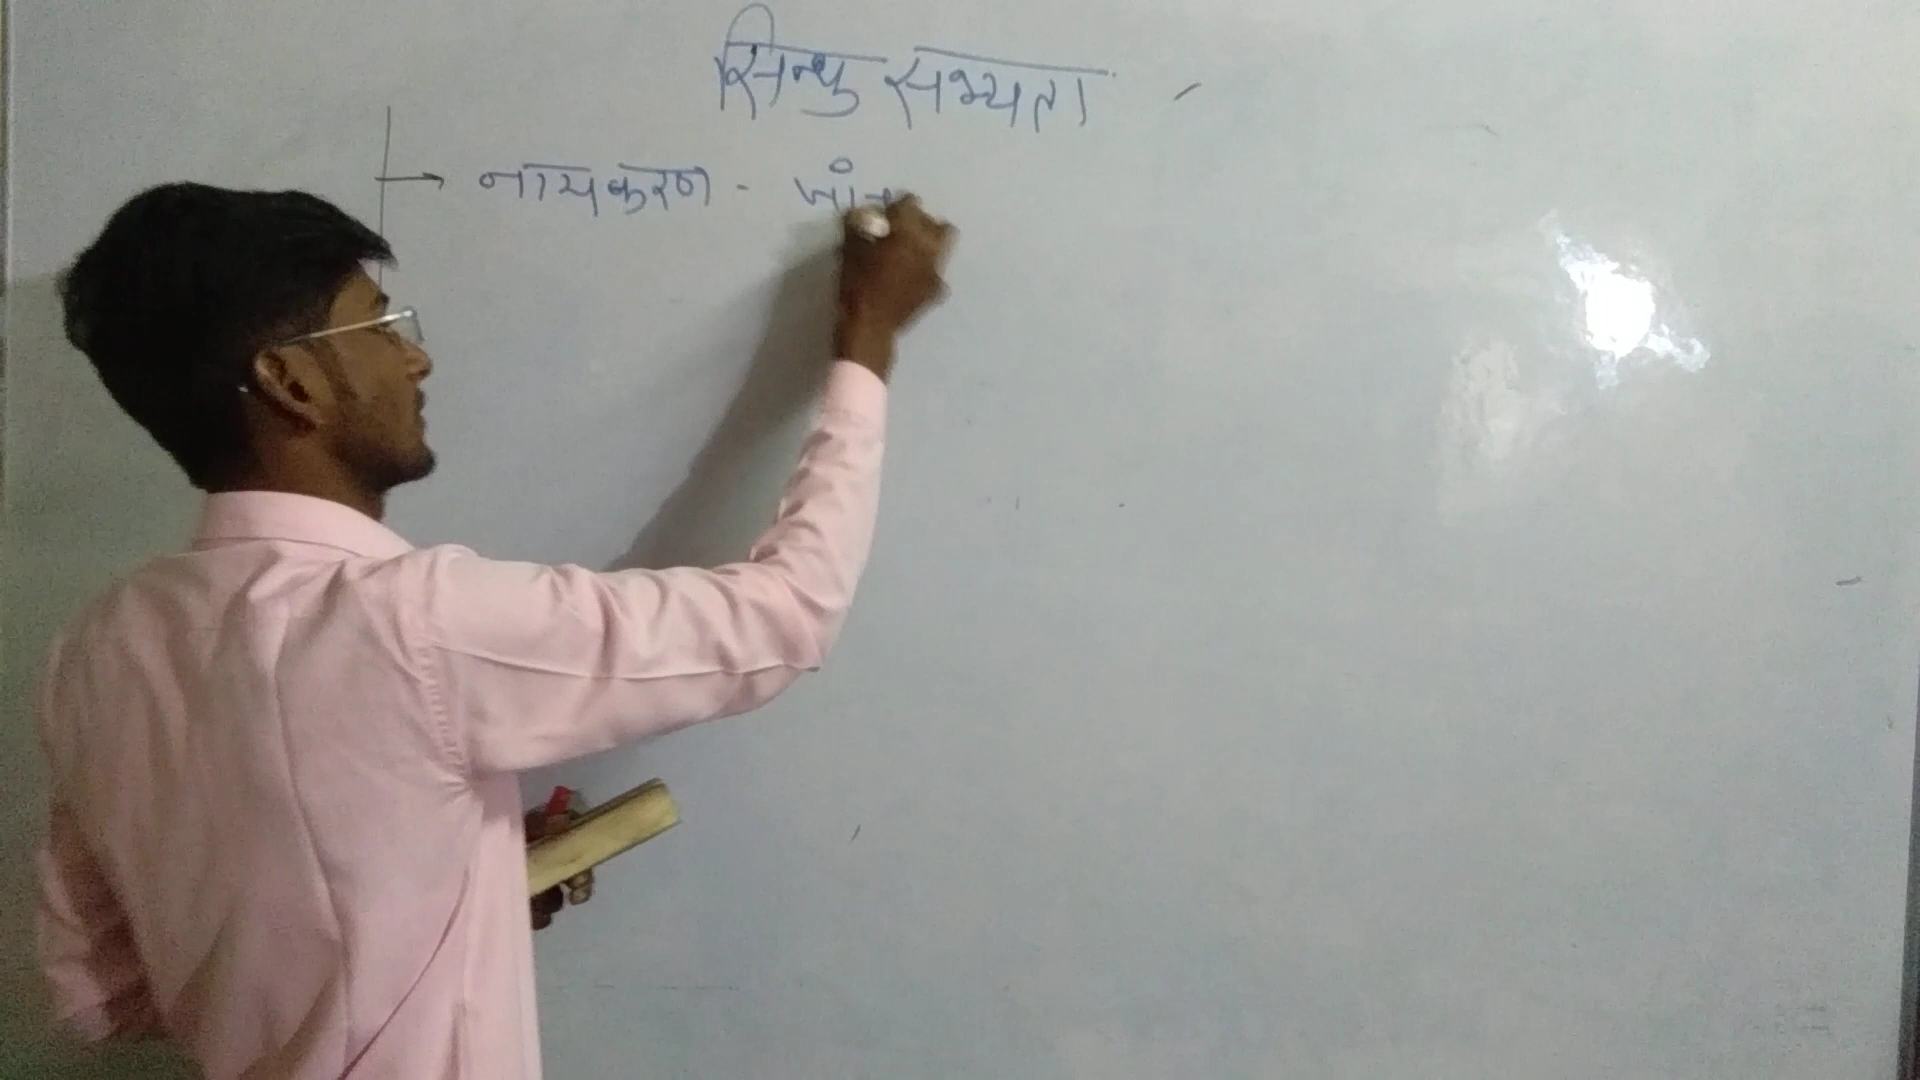 सिन्धु सभ्यता
→ नामकरण -